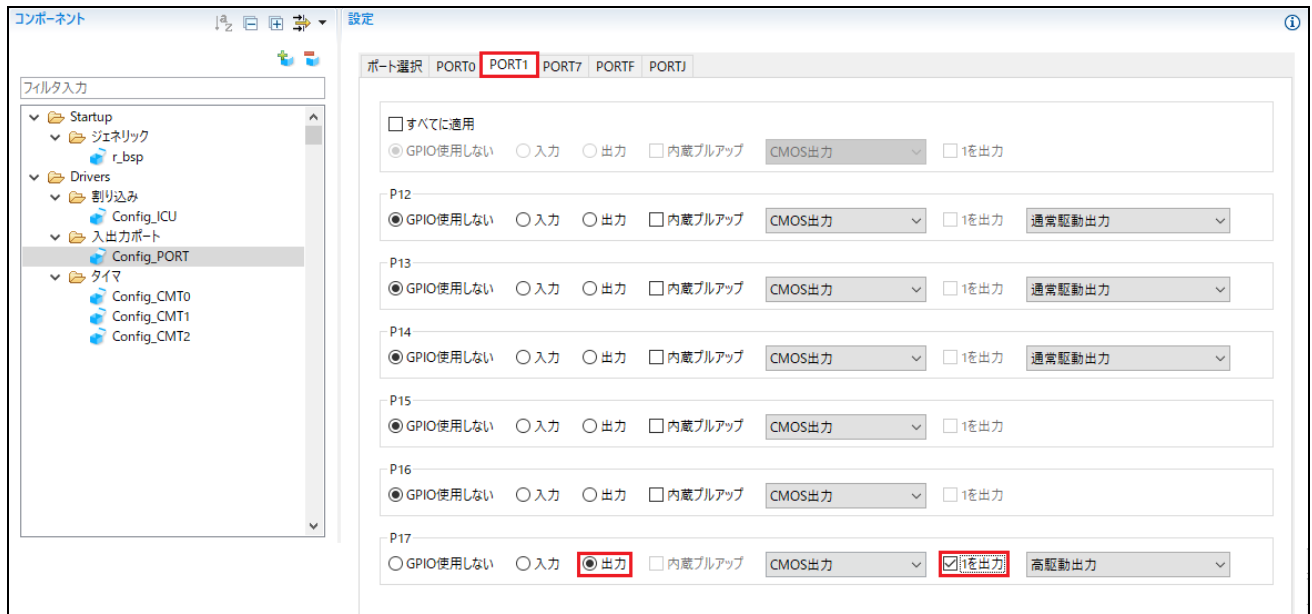 コンポーネント
設定
フィルタ入力
Startup
ジェネリック
r_bsp
Drivers
割り込み
Config_ICU
入出力ポート
Config_PORT
タイマ
Config_CMT0
Config_CMT1
Config_CMT2
ポート選択 PORT0 PORT1 PORT7 PORTF PORTJ
すべてに適用
GPIO使用しない 入力 出力 内蔵プルアップ CMOS出力 1を出力
P12
GPIO使用しない 入力 出力 内蔵プルアップ CMOS出力 1を出力 通常駆動出力
P13
GPIO使用しない 入力 出力 内蔵プルアップ CMOS出力 1を出力 通常駆動出力
P14
GPIO使用しない 入力 出力 内蔵プルアップ CMOS出力 1を出力 通常駆動出力
P15
GPIO使用しない 入力 出力 内蔵プルアップ CMOS出力 1を出力
P16
GPIO使用しない 入力 出力 内蔵プルアップ CMOS出力 1を出力
P17
GPIO使用しない 入力 出力 内蔵プルアップ CMOS出力 1を出力 高駆動出力